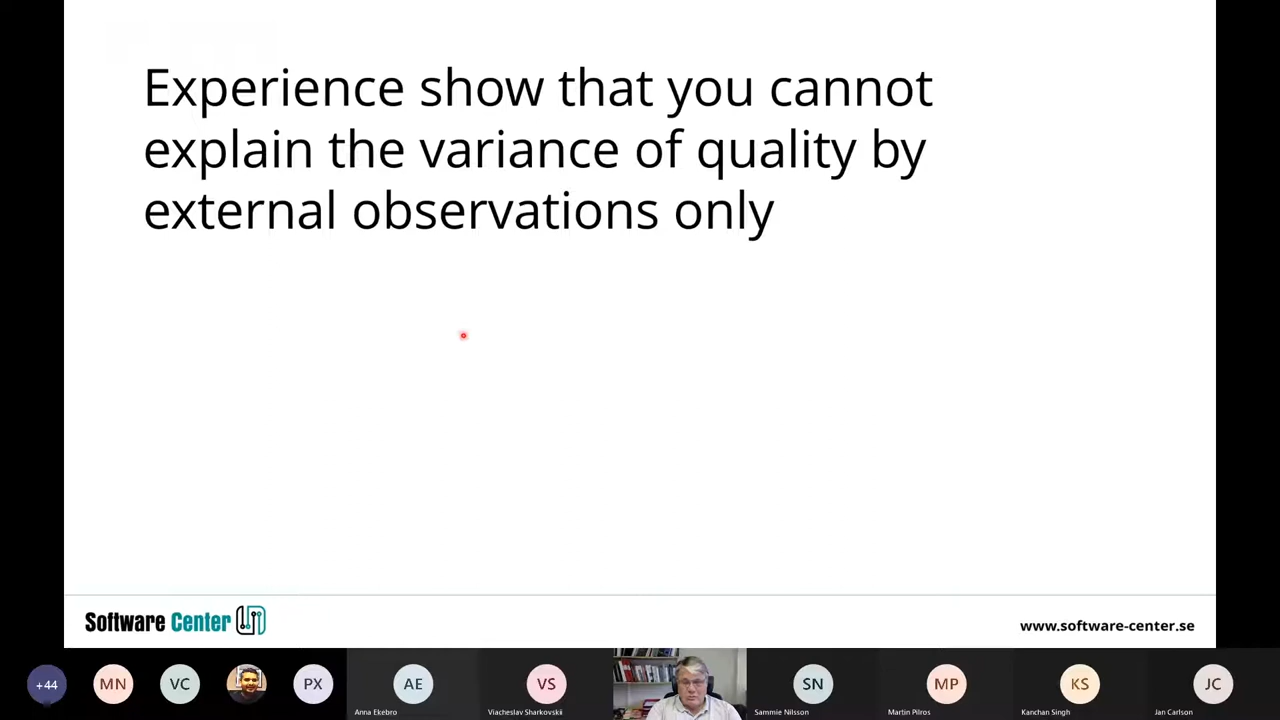 Experience show that you cannot
explain the variance of quality by
external observations only
Software Center
www.software-center.se
+44
MN
VC
PX
AE
VS
SN
MP
KS
JC
Anna Ekebro
Viacheslav Sharkovskii
Sammie Nilsson
Martin Pilros
Kanchan Singh
Jan Carlson